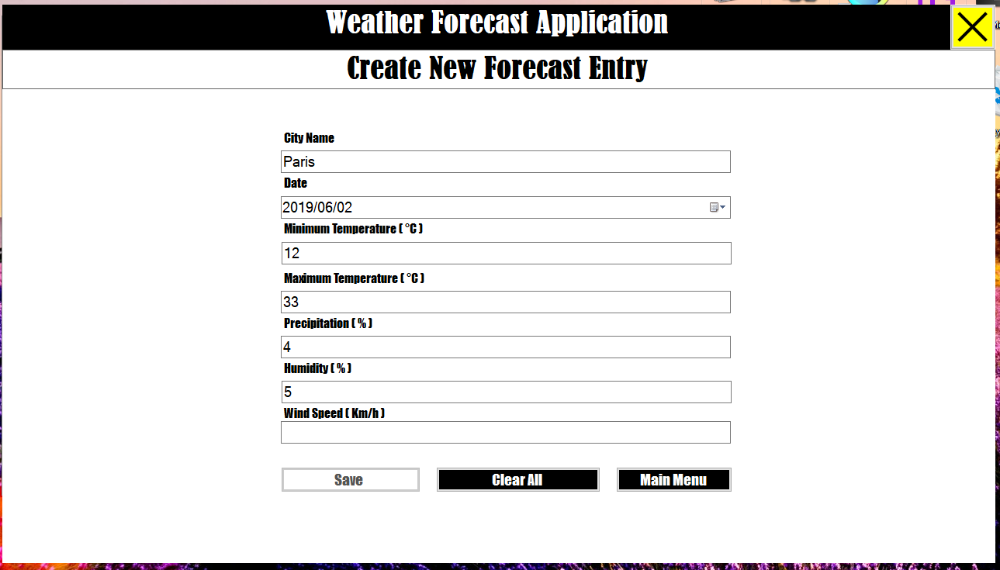 Weather Forecast Application
Create New Forecast Entry
City Name
Paris
Date
2019/06/02
Minimum Temperature ( °C )
12
Maximum Temperature ( °C )
33
Precipitation ( % )
4
Humidity ( % )
5
Wind Speed ( Km/h )
Save Clear All Main Menu